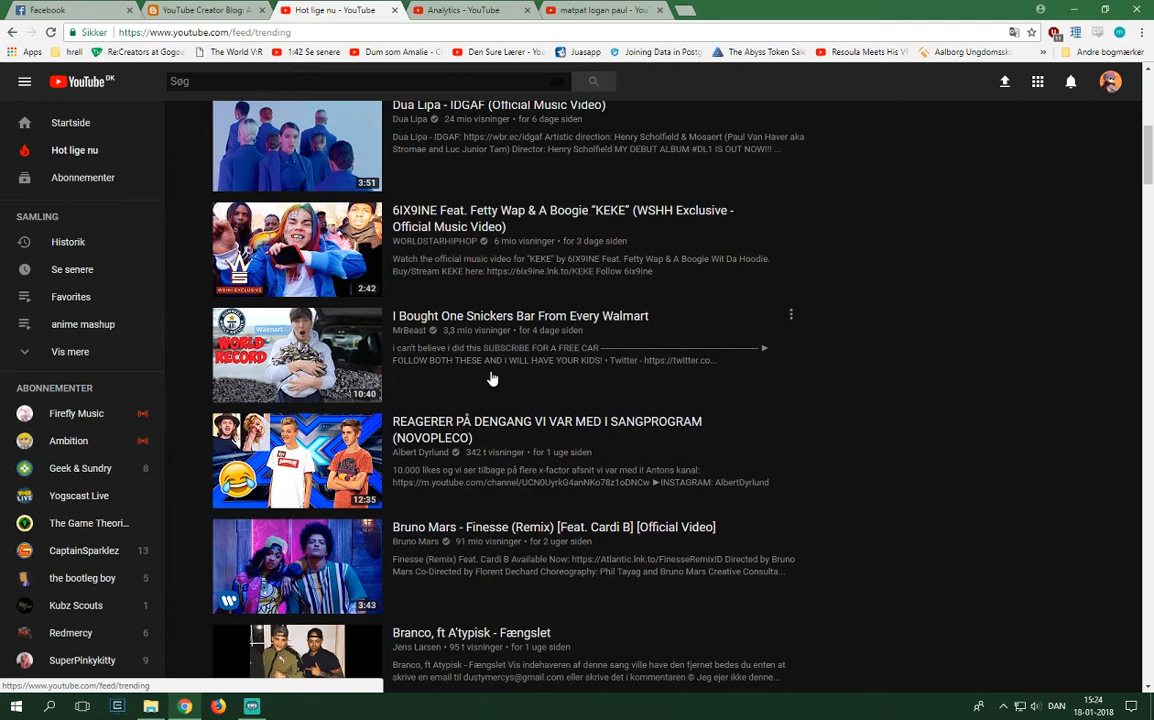 Facebook
YouTube Creator Blog: A
Hot lige nu - YouTube
Analytics - YouTube
matpat logan paul - Yo
Sikker
https://www.youtube.com/feed/trending
Apps
hrell
Re:Creators at Gogoa
The World V:R
1:42 Se senere
Dum som Amalie - C
Den Sure Lærer - You
Juasapp
Joining Data in Postg
The Abyss Token Sale
Resoula Meets His V
Aalborg Ungdomssk
Andre bogmærker
YouTube DK
Søg
Startside
Hot lige nu
Abonnementer
SAMLING
Historik
Se senere
Favorites
anime mashup
Vis mere
ABONNEMENTER
Firefly Music
Ambition
Geek & Sundry 8
Yogscast Live
The Game Theori...
CaptainSparklez 13
the bootleg boy 5
Kubz Scouts 1
Redmercy 6
SuperPinkykitty 9
https://www.youtube.com/feed/trending
3:51
Dua Lipa - IDGAF (Official Music Video)
Dua Lipa 24 mio visninger • for 6 dage siden
Dua Lipa - IDGAF: https://wbr.ec/idgaf Artistic direction: Henry Scholfield & Mosaert (Paul Van Haver aka
Stromae and Luc Junior Tam) Director: Henry Scholfield MY DEBUT ALBUM #DL1 IS OUT NOW!!! ...
WSHH EXCLUSIVE
2:42
6IX9INE Feat. Fetty Wap & A Boogie “KEKE” (WSHH Exclusive -
Official Music Video)
WORLDSTARHIPHOP 6 mio visninger • for 3 dage siden
Watch the official music video for "KEKE" by 6IX9INE Feat. Fetty Wap & A Boogie Wit Da Hoodie.
Buy/Stream KEKE here: https://6ix9ine.lnk.to/KEKE Follow 6ix9ine
Walmart
WORLD
RECORD
10:40
I Bought One Snickers Bar From Every Walmart
MrBeast 3,3 mio visninger • for 4 dage siden
i can't believe i did this SUBSCRIBE FOR A FREE CAR ------------------------------------------------ ►
FOLLOW BOTH THESE AND I WILL HAVE YOUR KIDS! • Twitter - https://twitter.co...
12:35
REAGERER PÅ DENGANG VI VAR MED I SANGPROGRAM
(NOVOPLECO)
Albert Dyrlund 342 t visninger • for 1 uge siden
10.000 likes og vi ser tilbage på flere x-factor afsnit vi var med i! Antons kanal:
https://m.youtube.com/channel/UCN0UyrkG4anNKo78z1oDNCw ►INSTAGRAM: AlbertDyrlund
3:43
Bruno Mars - Finesse (Remix) [Feat. Cardi B] [Official Video]
Bruno Mars 91 mio visninger • for 2 uger siden
Finesse (Remix) Feat. Cardi B Available Now: https://Atlantic.lnk.to/FinesseRemixID Directed by Bruno
Mars Co-Directed by Florent Dechard Choreography: Phil Tayag and Bruno Mars Creative Consulta...
Branco, ft A'typisk - Fængslet
Jens Larsen • 95 t visninger • for 1 uge siden
Branco, ft Atypisk - Fængslet Vis indehaveren af denne sang ville have den fjernet bedes du enten at
skrive en email til dustymercys@gmail.com eller skrive det i kommentaren © Jeg ejer ikke denne...
DAN
15:24
18-01-2018